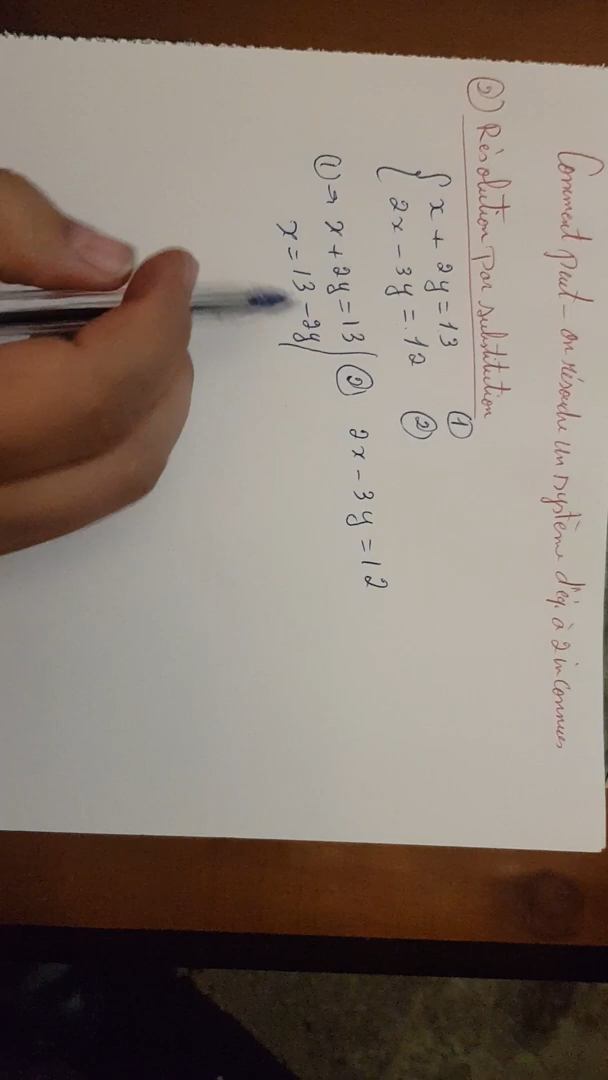 Comment peut-on résoudre un système d'éq. à 2 inconnues
② Résolution par substitution
{ x + 2y = 13 ①
2x - 3y = 12 ②
① → x + 2y = 13 / ② 2x - 3y = 12
x = 13 - 2y